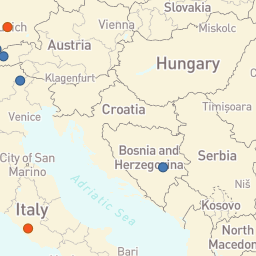 Slovakia
Vienna
Miskolc
Austria
Hungary
Klagenfurt
Croatia
Timișoara
Venice
Bosnia and
Herzegovina
Serbia
City of San
Marino
Adriatic Sea
Niš
Kosovo
Italy
North
Macedon
Bari